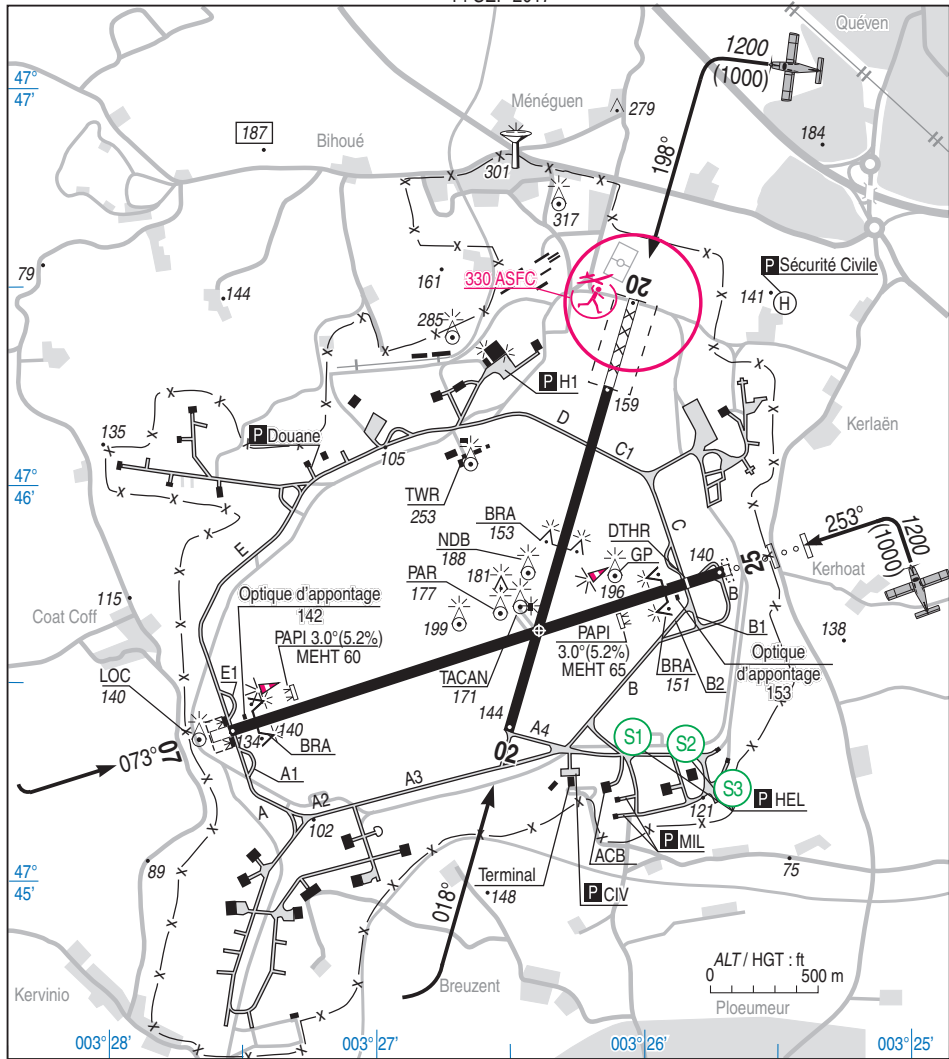 Quéven
1200
(1000)
47°
47'
Ménéguen
279
187
Bihoué
184
198°
301
317
79
161
330 ASFC
20
P Sécurité Civile
141
H
144
285
P H1
159
D
Kerlaën
135
P Douane
C1
105
47°
46'
TWR
253
BRA
153
DTHR
C
253°
1200
(1000)
NDB
188
GP
140
25
E
PAR
177
181
196
B
Kerhoat
Optique d'appontage
142
115
Coat Coff
199
B1
138
PAPI 3.0°(5.2%)
MEHT 60
PAPI
3.0°(5.2%)
MEHT 65
BRA
151
B2
Optique
d'appontage
153
LOC
140
E1
TACAN
171
B
144
A4
140
134
BRA
S1
S2
07
073°
02
A1
A3
S3
A
A2
121
P HEL
102
P MIL
89
ACB
75
47°
45'
Terminal
148
P CIV
018°
ALT / HGT : ft
0
500 m
Kervinio
Breuzent
Ploeumeur
003° 28'
003° 27'
003° 26'
003° 25'